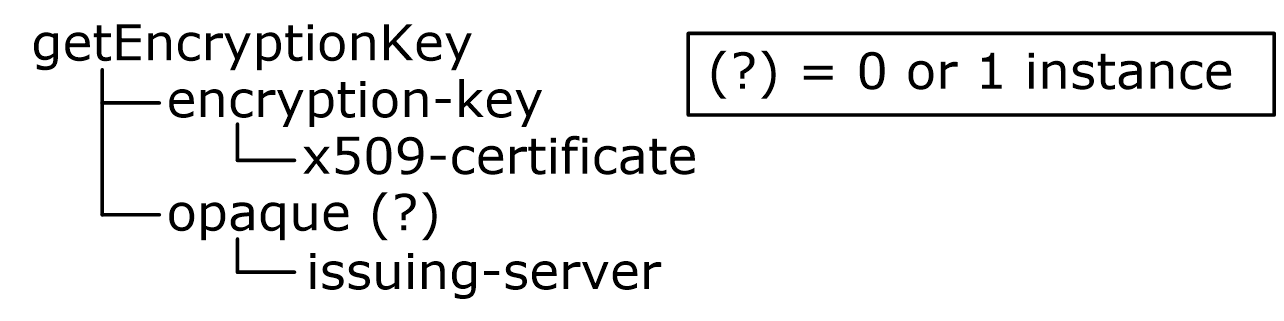 getEncryptionKey
(?) = 0 or 1 instance
encryption-key
x509-certificate
opaque (?)
issuing-server